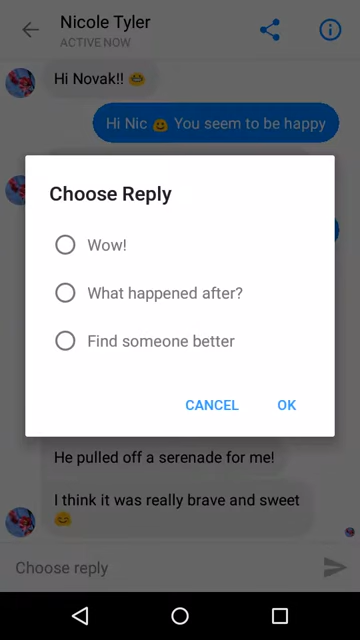 Nicole Tyler
ACTIVE NOW
Hi Novak!! 😁
Hi Nic 😊 You seem to be happy
Choose Reply
Wow!
What happened after?
Find someone better
CANCEL
OK
He pulled off a serenade for me!
I think it was really brave and sweet
😊
Choose reply